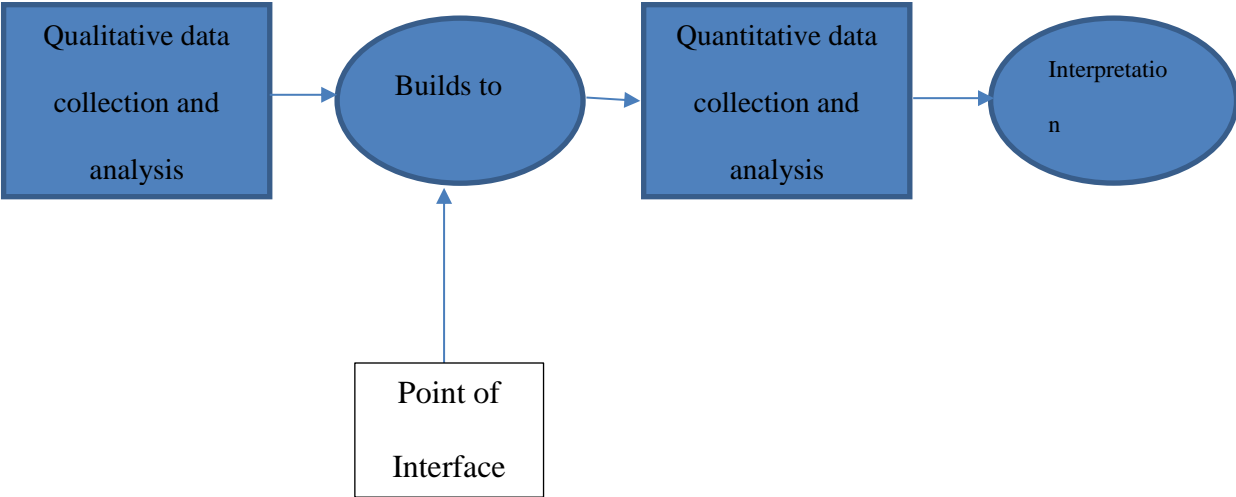 Qualitative data
collection and
analysis
Builds to
Quantitative data
collection and
analysis
Interpretatio
n
Point of
Interface